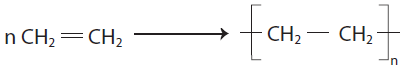 n CH₂ = CH₂ ⟶ [ CH₂ — CH₂ ]n